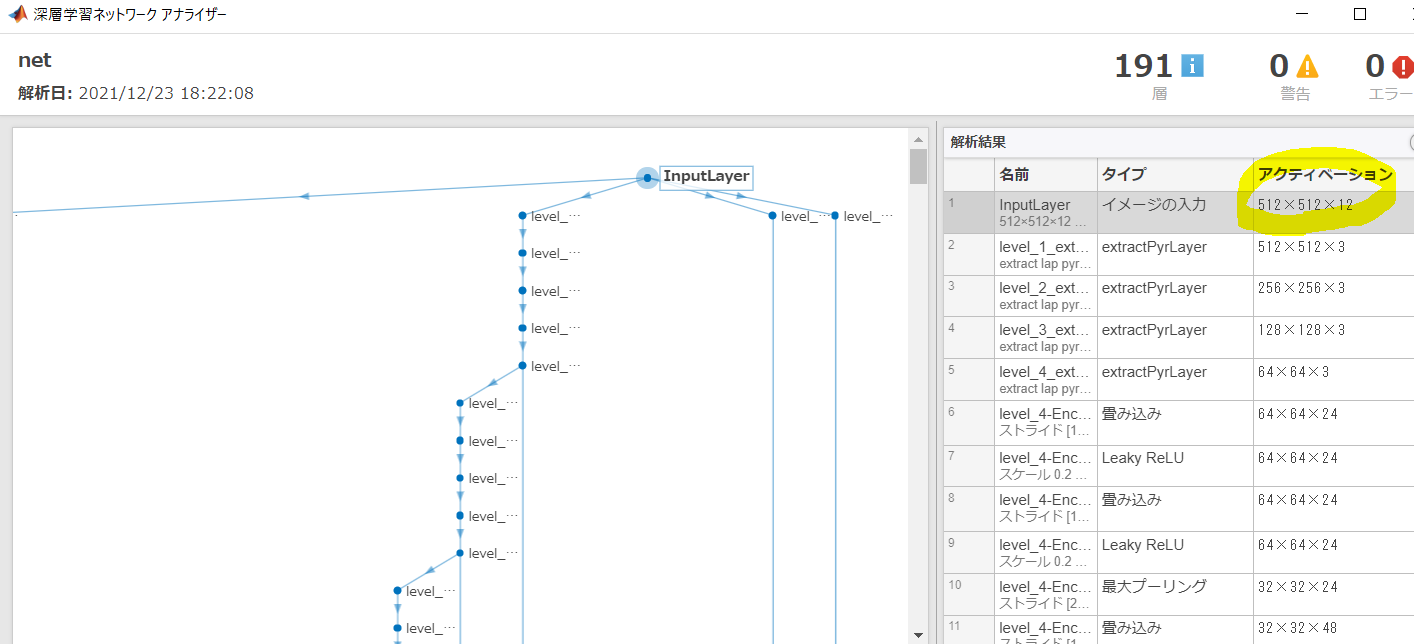 深層学習ネットワーク アナライザー
net
解析日: 2021/12/23 18:22:08
191
層
0
警告
0
エラー
InputLayer
level_…
level_…
level_…
level_…
level_…
level_…
level_…
level_…
level_…
level_…
level_…
level_…
level_…
level_…
解析結果
名前 タイプ アクティベーション
1 InputLayer イメージの入力 512×512×12
512×512×12 ...
2 level_1_ext... extractPyrLayer 512×512×3
extract lap pyr...
3 level_2_ext... extractPyrLayer 256×256×3
extract lap pyr...
4 level_3_ext... extractPyrLayer 128×128×3
extract lap pyr...
5 level_4_ext... extractPyrLayer 64×64×3
extract lap pyr...
6 level_4-Enc... 畳み込み 64×64×24
ストライド [1...
7 level_4-Enc... Leaky ReLU 64×64×24
スケール 0.2 ...
8 level_4-Enc... 畳み込み 64×64×24
ストライド [1...
9 level_4-Enc... Leaky ReLU 64×64×24
スケール 0.2 ...
10 level_4-Enc... 最大プーリング 32×32×24
ストライド [2...
11 level_4-Enc... 畳み込み 32×32×48